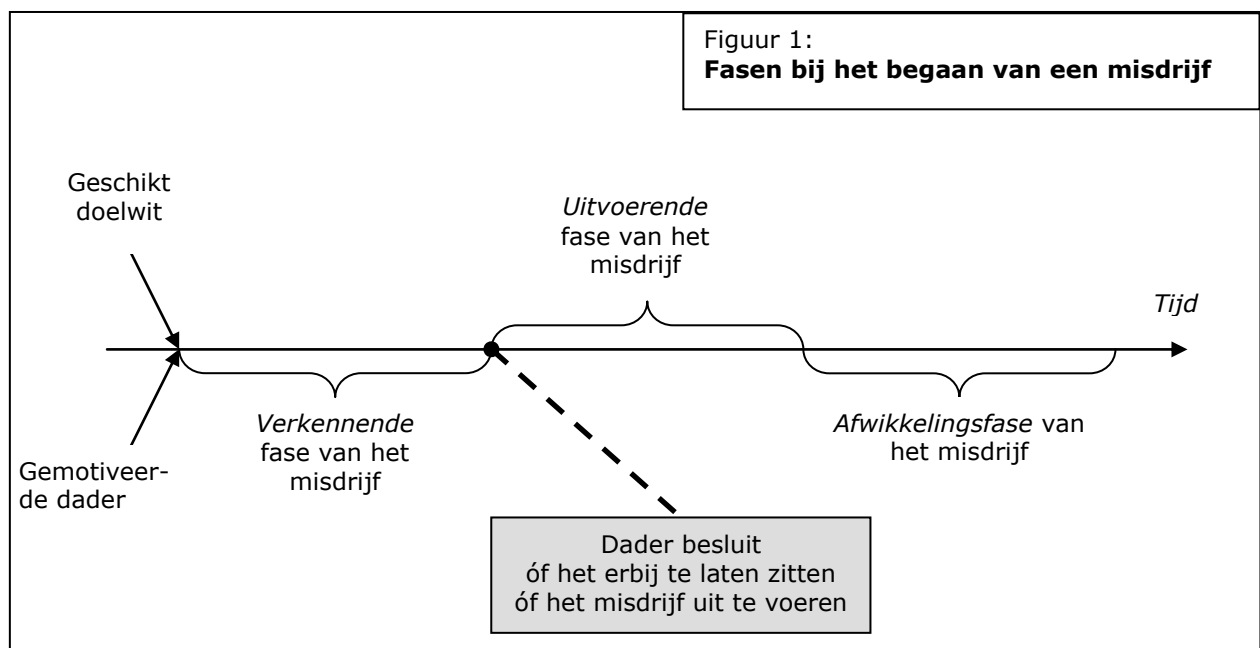 Figuur 1:
Fasen bij het begaan van een misdrijf
Geschikt
doelwit
Uitvoerende
fase van het
misdrijf
Tijd
Gemotiveer-
de dader
Verkennende
fase van het
misdrijf
Afwikkelingsfase van
het misdrijf
Dader besluit
óf het erbij te laten zitten
óf het misdrijf uit te voeren